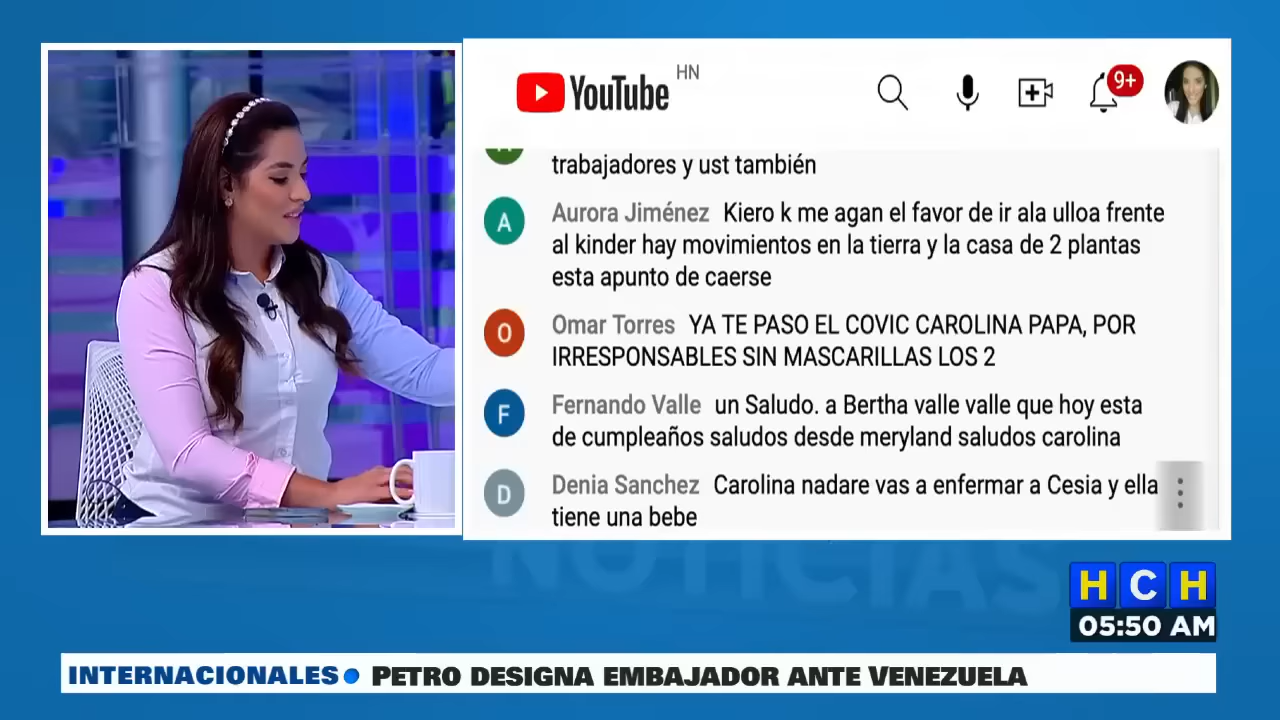 YouTube HN
9+
trabajadores y ust también
A
Aurora Jiménez Kiero k me agan el favor de ir ala ulloa frente
al kinder hay movimientos en la tierra y la casa de 2 plantas
esta apunto de caerse
O
Omar Torres YA TE PASO EL COVIC CAROLINA PAPA, POR
IRRESPONSABLES SIN MASCARILLAS LOS 2
F
Fernando Valle un Saludo. a Bertha valle valle que hoy esta
de cumpleaños saludos desde meryland saludos carolina
D
Denia Sanchez Carolina nadare vas a enfermar a Cesia y ella
tiene una bebe
NOTICIAS
HCH
05:50 AM
INTERNACIONALES PETRO DESIGNA EMBAJADOR ANTE VENEZUELA